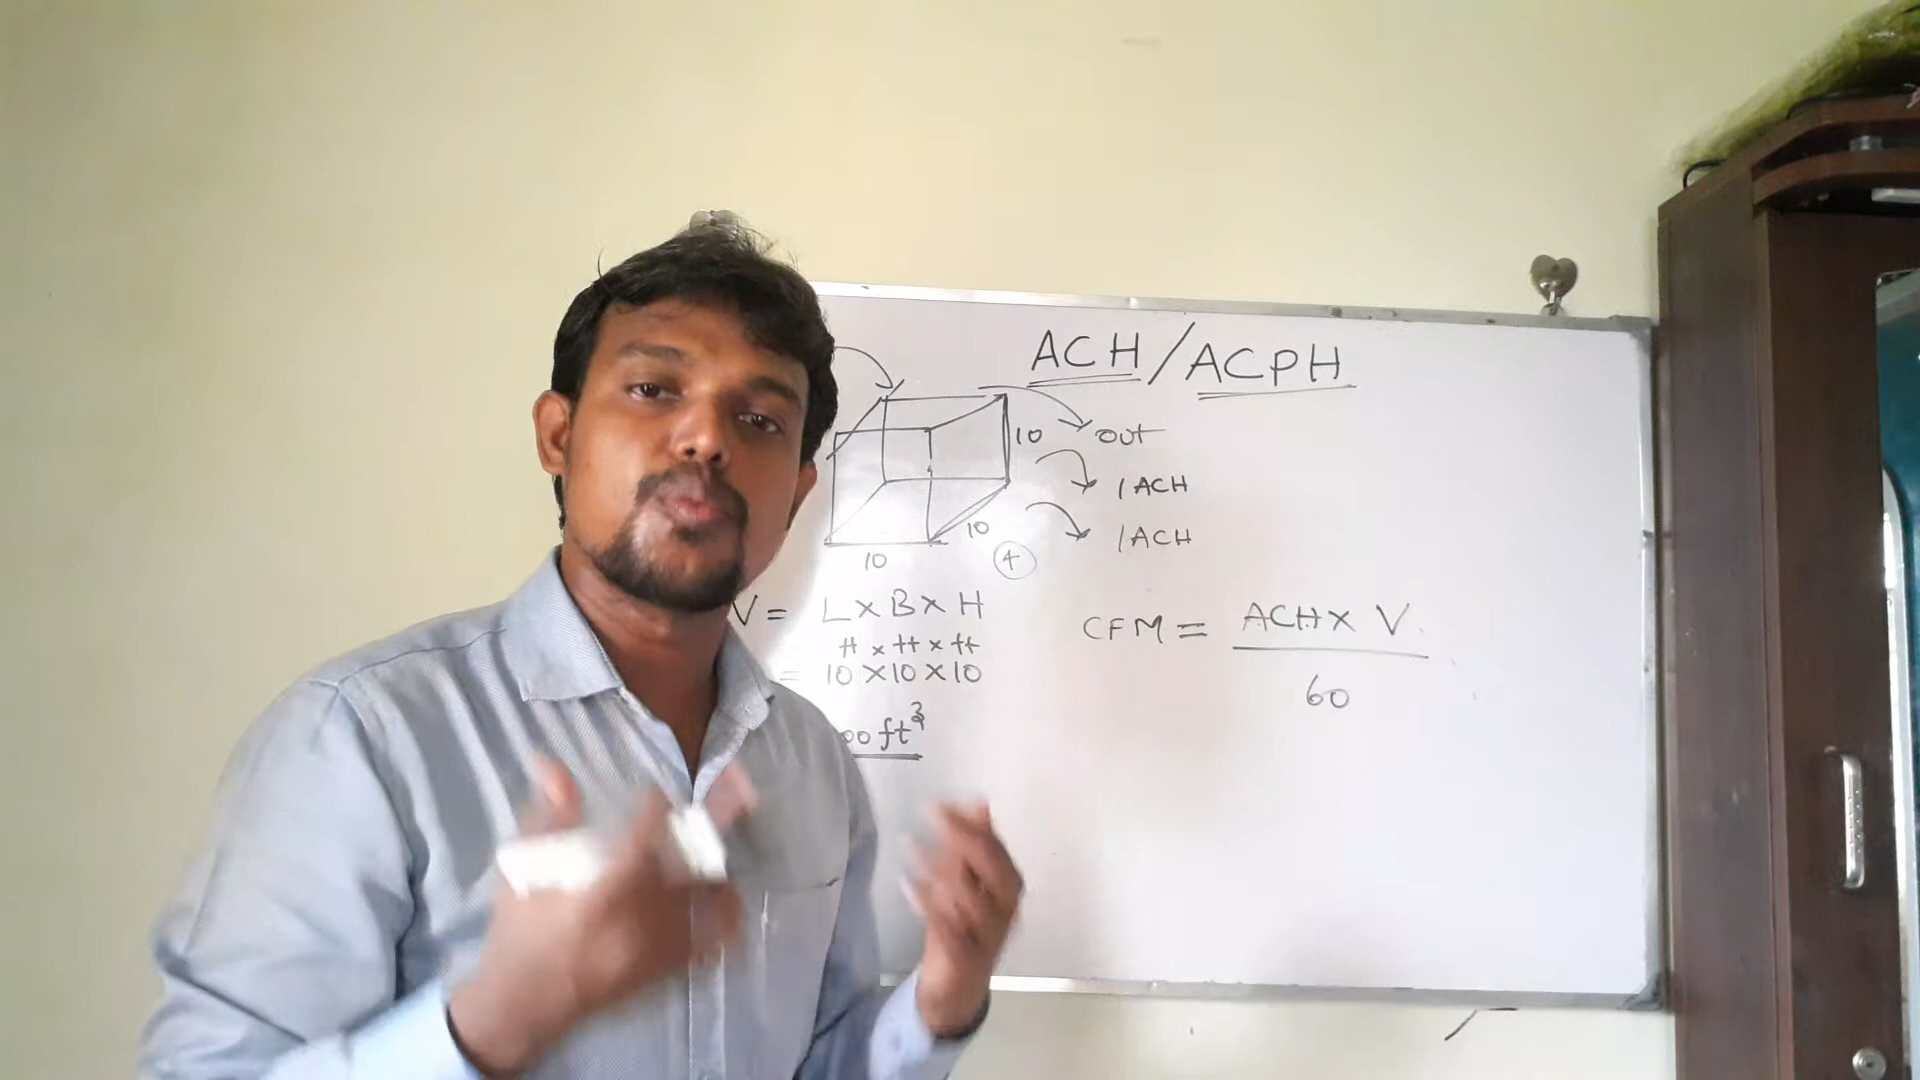 ACH/ACPH
10 out
1 ACH
10
1 ACH
10
4
V = L x B x H
ft x ft x ft
= 10 x 10 x 10
00 ft³
CFM = ACH x V
60